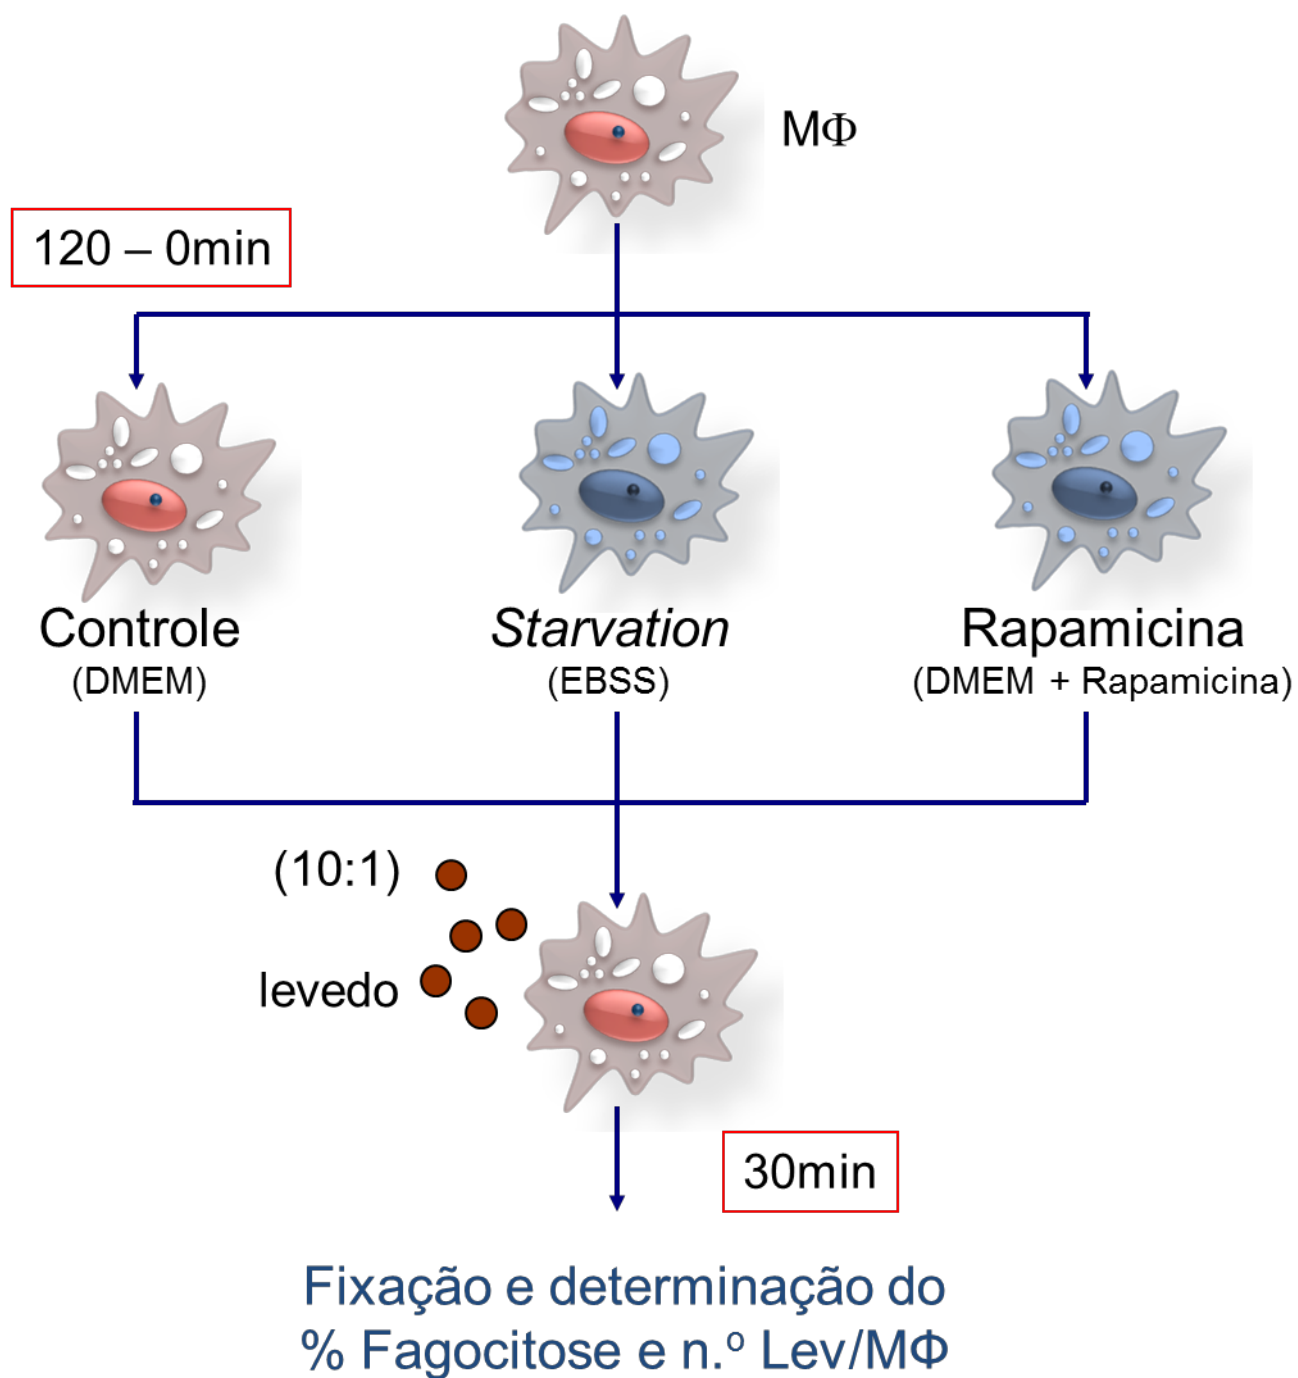 MΦ
120 – 0min
Controle
(DMEM)
Starvation
(EBSS)
Rapamicina
(DMEM + Rapamicina)
(10:1)
levedo
30min
Fixação e determinação do
% Fagocitose e n.º Lev/MΦ